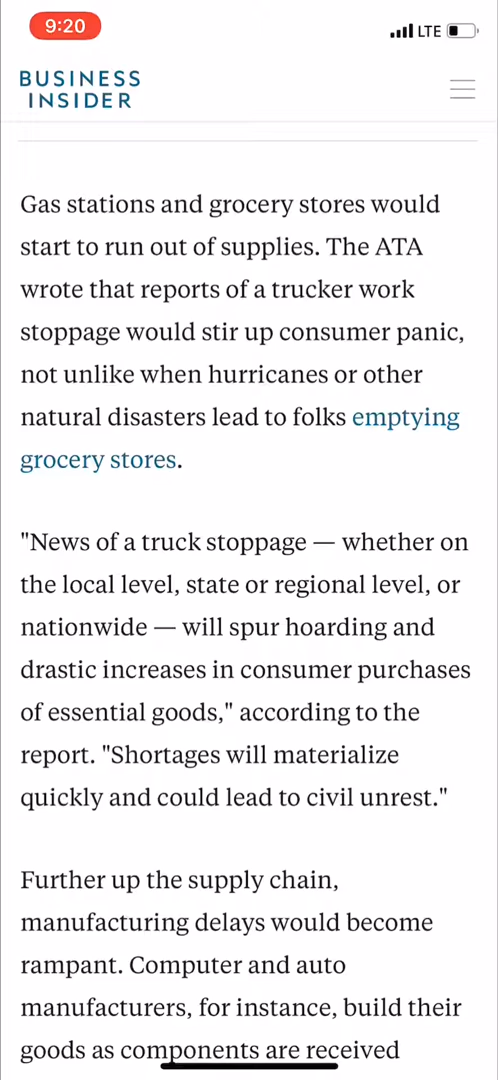 9:20
LTE
BUSINESS
INSIDER
Gas stations and grocery stores would
start to run out of supplies. The ATA
wrote that reports of a trucker work
stoppage would stir up consumer panic,
not unlike when hurricanes or other
natural disasters lead to folks emptying
grocery stores.
"News of a truck stoppage — whether on
the local level, state or regional level, or
nationwide — will spur hoarding and
drastic increases in consumer purchases
of essential goods," according to the
report. "Shortages will materialize
quickly and could lead to civil unrest."
Further up the supply chain,
manufacturing delays would become
rampant. Computer and auto
manufacturers, for instance, build their
goods as components are received